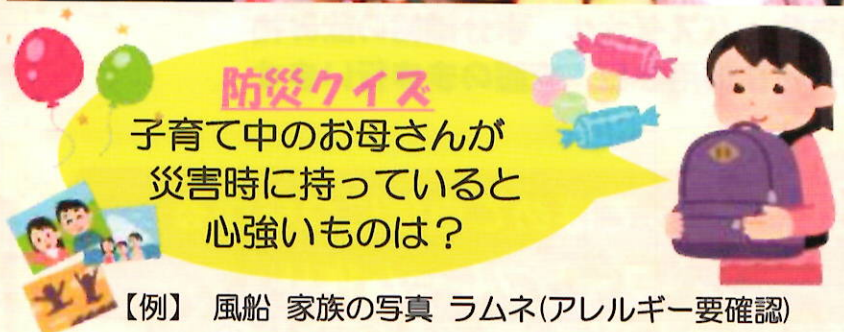 防災クイズ
子育て中のお母さんが
災害時に持っていると
心強いものは？
【例】 風船 家族の写真 ラムネ(アレルギー要確認)